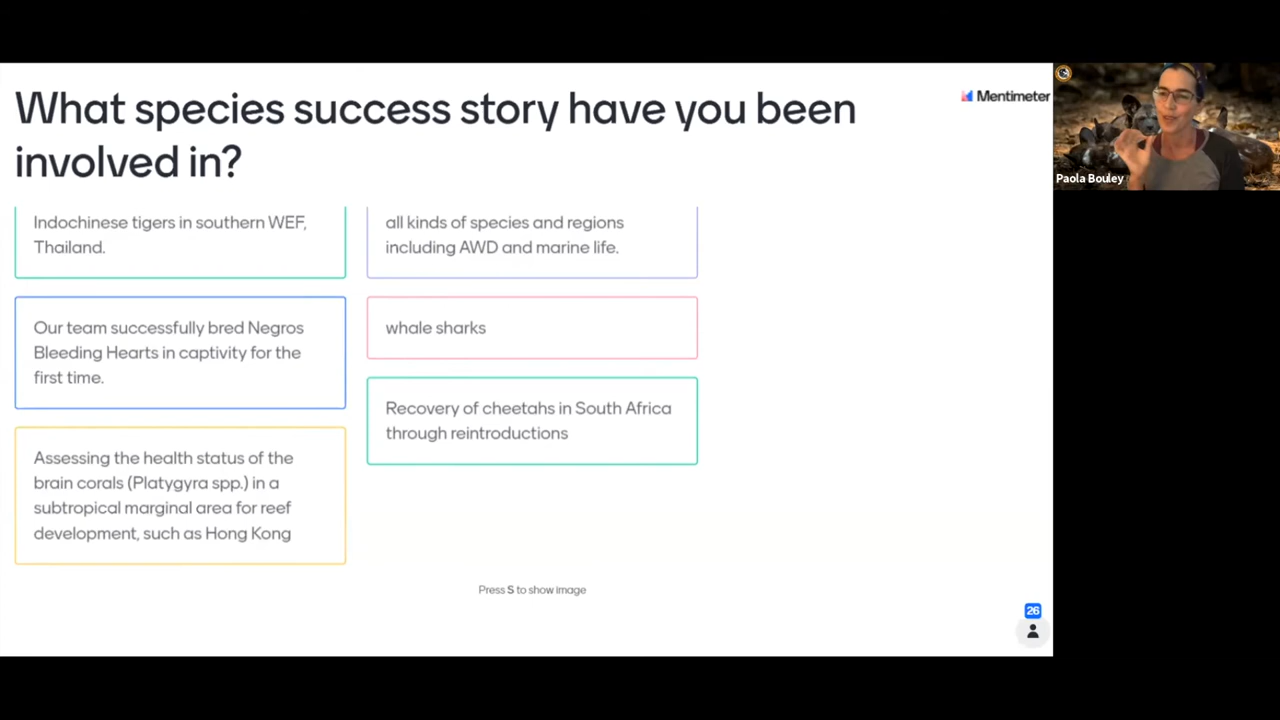 What species success story have you been
involved in?
Mentimeter
Paola Bouley
Indochinese tigers in southern WEF,
Thailand.
all kinds of species and regions
including AWD and marine life.
Our team successfully bred Negros
Bleeding Hearts in captivity for the
first time.
whale sharks
Recovery of cheetahs in South Africa
through reintroductions
Assessing the health status of the
brain corals (Platygyra spp.) in a
subtropical marginal area for reef
development, such as Hong Kong
Press S to show image
26